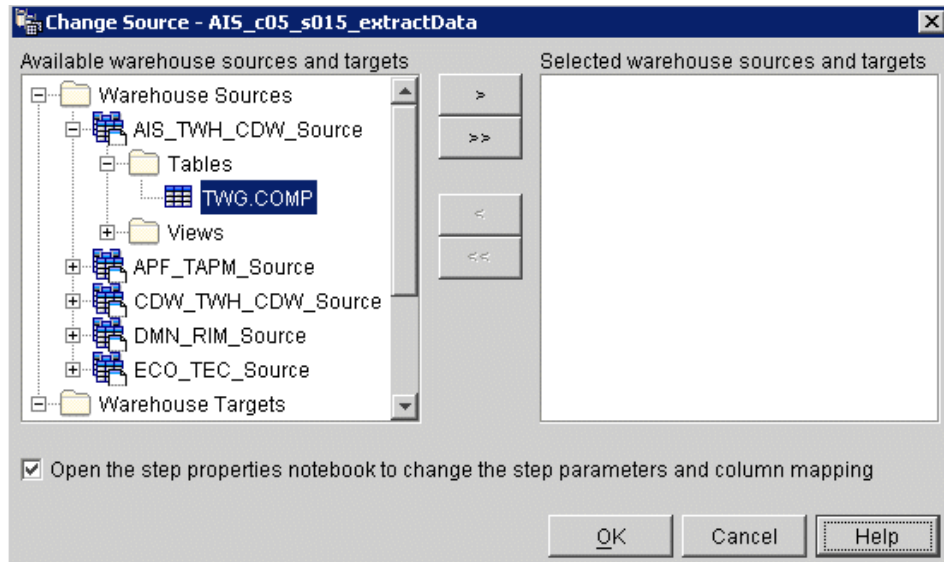 Change Source - AIS_c05_s015_extractData
Available warehouse sources and targets
Selected warehouse sources and targets
Warehouse Sources
AIS_TWH_CDW_Source
Tables
TWG.COMP
Views
APF_TAPM_Source
CDW_TWH_CDW_Source
DMN_RIM_Source
ECO_TEC_Source
Warehouse Targets
>
>>
<
<<
Open the step properties notebook to change the step parameters and column mapping
OK
Cancel
Help